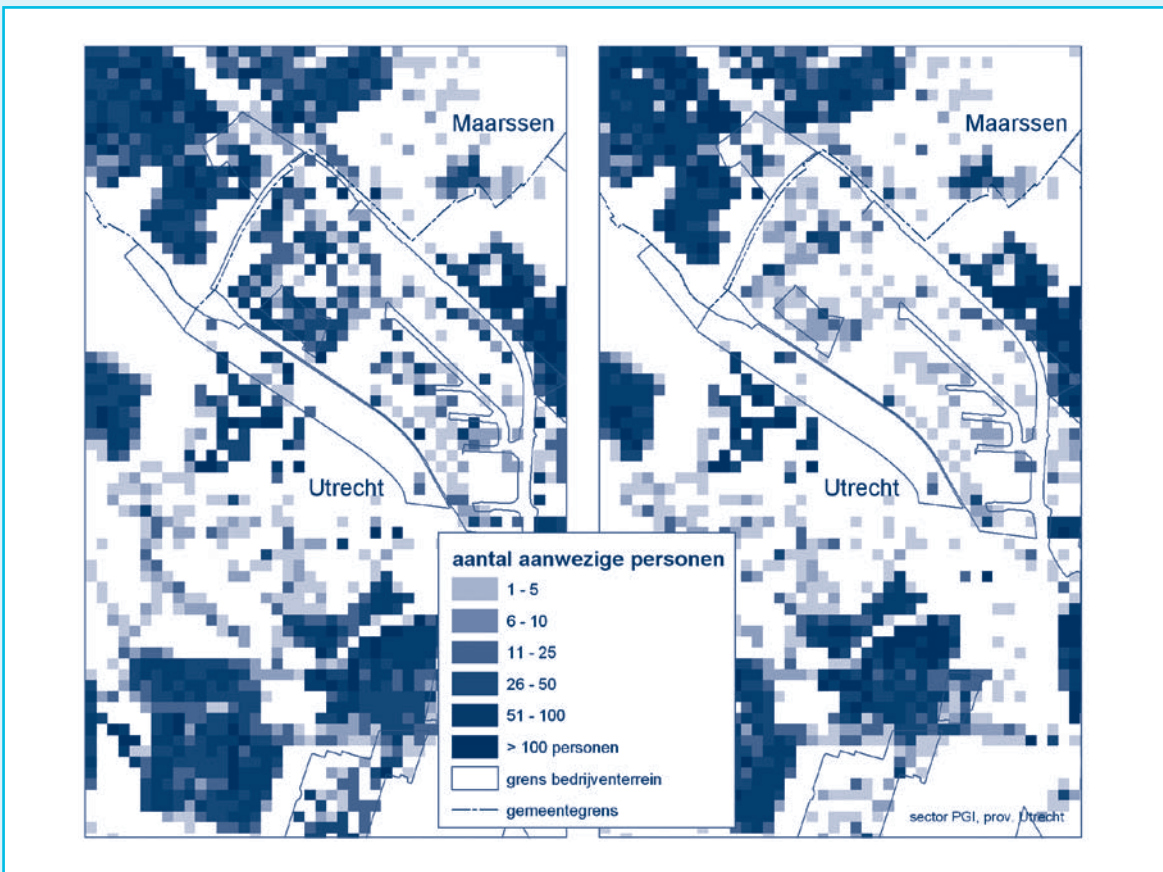 Maarssen
Maarssen
Utrecht
Utrecht
aantal aanwezige personen
1 - 5
6 - 10
11 - 25
26 - 50
51 - 100
> 100 personen
grens bedrijventerrein
gemeentegrens
sector PGI, prov. Utrecht